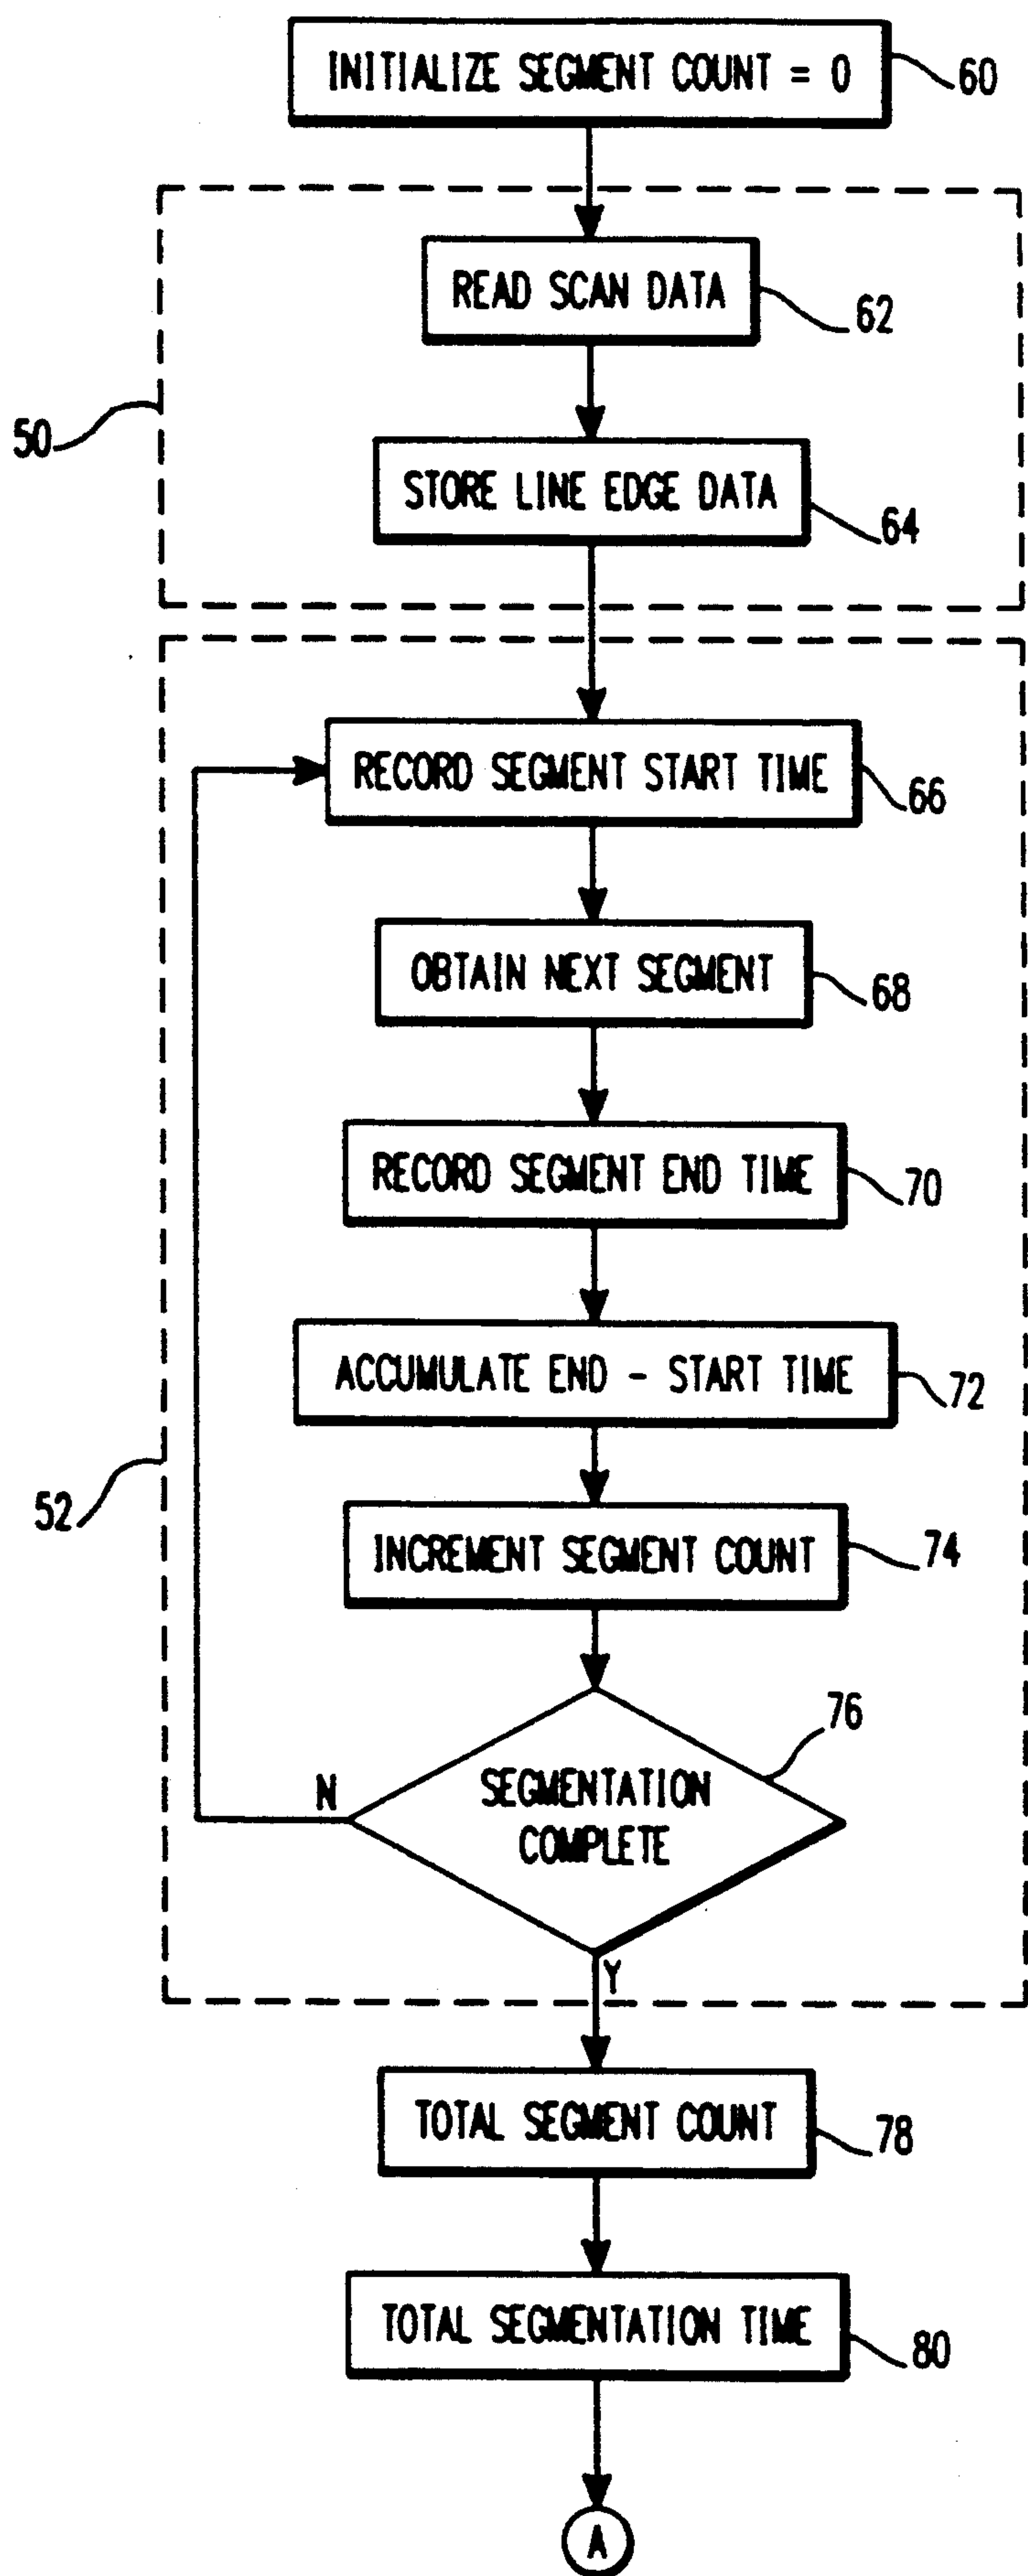 INITIALIZE SEGMENT COUNT = 0
60
READ SCAN DATA
62
50
STORE LINE EDGE DATA
64
RECORD SEGMENT START TIME
66
OBTAIN NEXT SEGMENT
68
RECORD SEGMENT END TIME
70
ACCUMULATE END - START TIME
72
52
INCREMENT SEGMENT COUNT
74
76
N
SEGMENTATION
COMPLETE
Y
TOTAL SEGMENT COUNT
78
TOTAL SEGMENTATION TIME
80
A